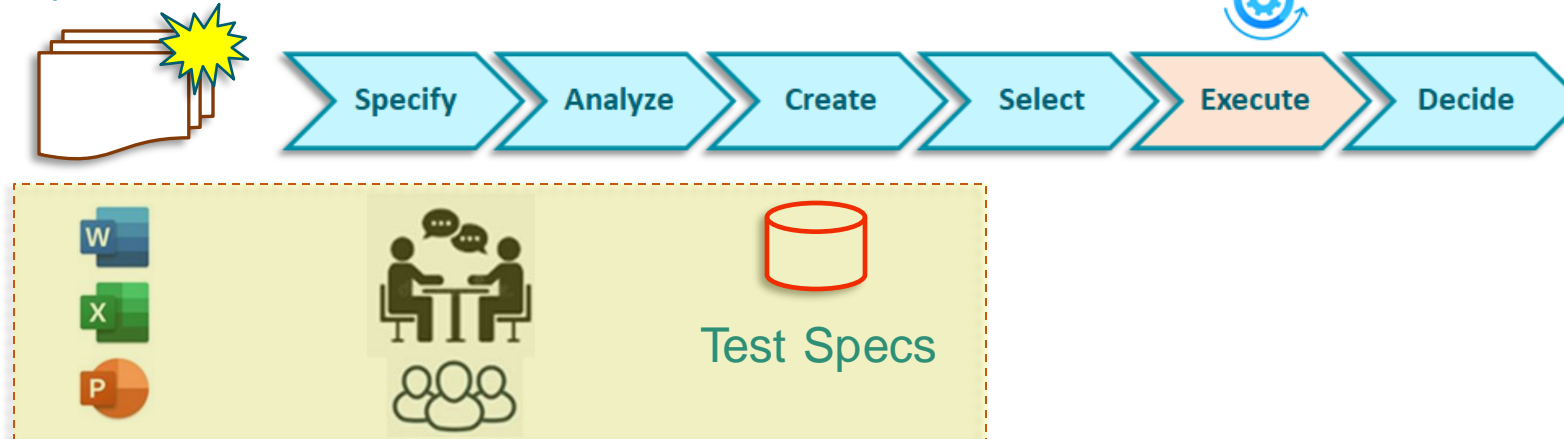 Specify
Analyze
Create
Select
Execute
Decide
W
X
P
Test Specs